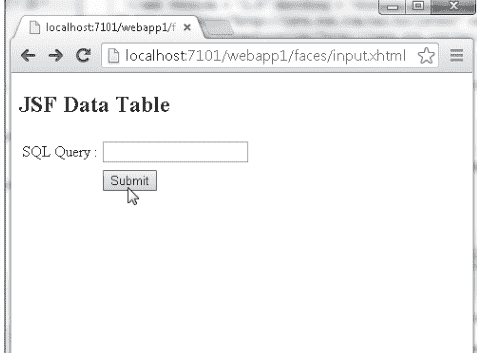 localhost:7101/webapp1/f
localhost:7101/webapp1/faces/input.xhtml
JSF Data Table
SQL Query :
Submit